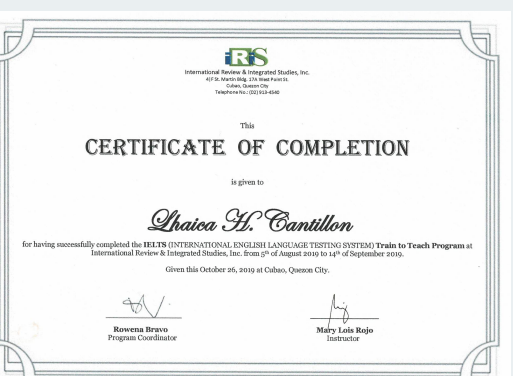 iRIS
International Review & Integrated Studies, Inc.
4|F St. Martin Bldg. 17A West Point St.
Cubao, Quezon City
Telephone No.: (02) 913-4540
This
CERTIFICATE OF COMPLETION
is given to
Lhaica H. Cantillon
for having successfully completed the IELTS (INTERNATIONAL ENGLISH LANGUAGE TESTING SYSTEM) Train to Teach Program at
International Review & Integrated Studies, Inc. from 5th of August 2019 to 14th of September 2019.
Given this October 26, 2019 at Cubao, Quezon City.
Rowena Bravo
Program Coordinator
Mary Lois Rojo
Instructor